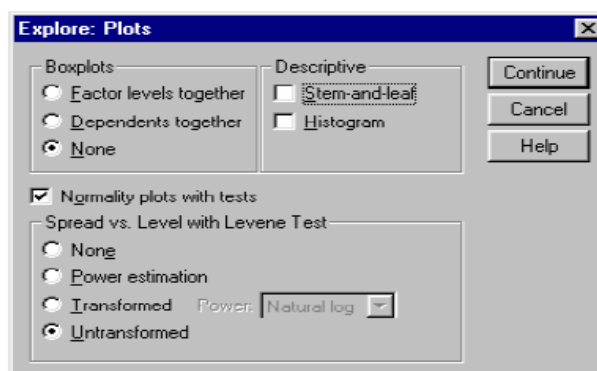 Explore: Plots
Boxplots
Factor levels together
Dependents together
None
Descriptive
Stem-and-leaf
Histogram
Continue
Cancel
Help
Normality plots with tests
Spread vs. Level with Levene Test
None
Power estimation
Transformed Power: Natural log
Untransformed